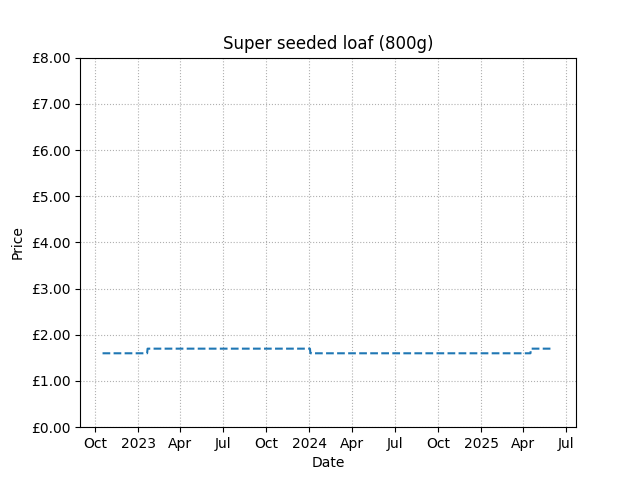 Super seeded loaf (800g)
£8.00
£7.00
£6.00
£5.00
£4.00
£3.00
£2.00
£1.00
£0.00
Price
Oct 2023 Apr Jul Oct 2024 Apr Jul Oct 2025 Apr Jul
Date